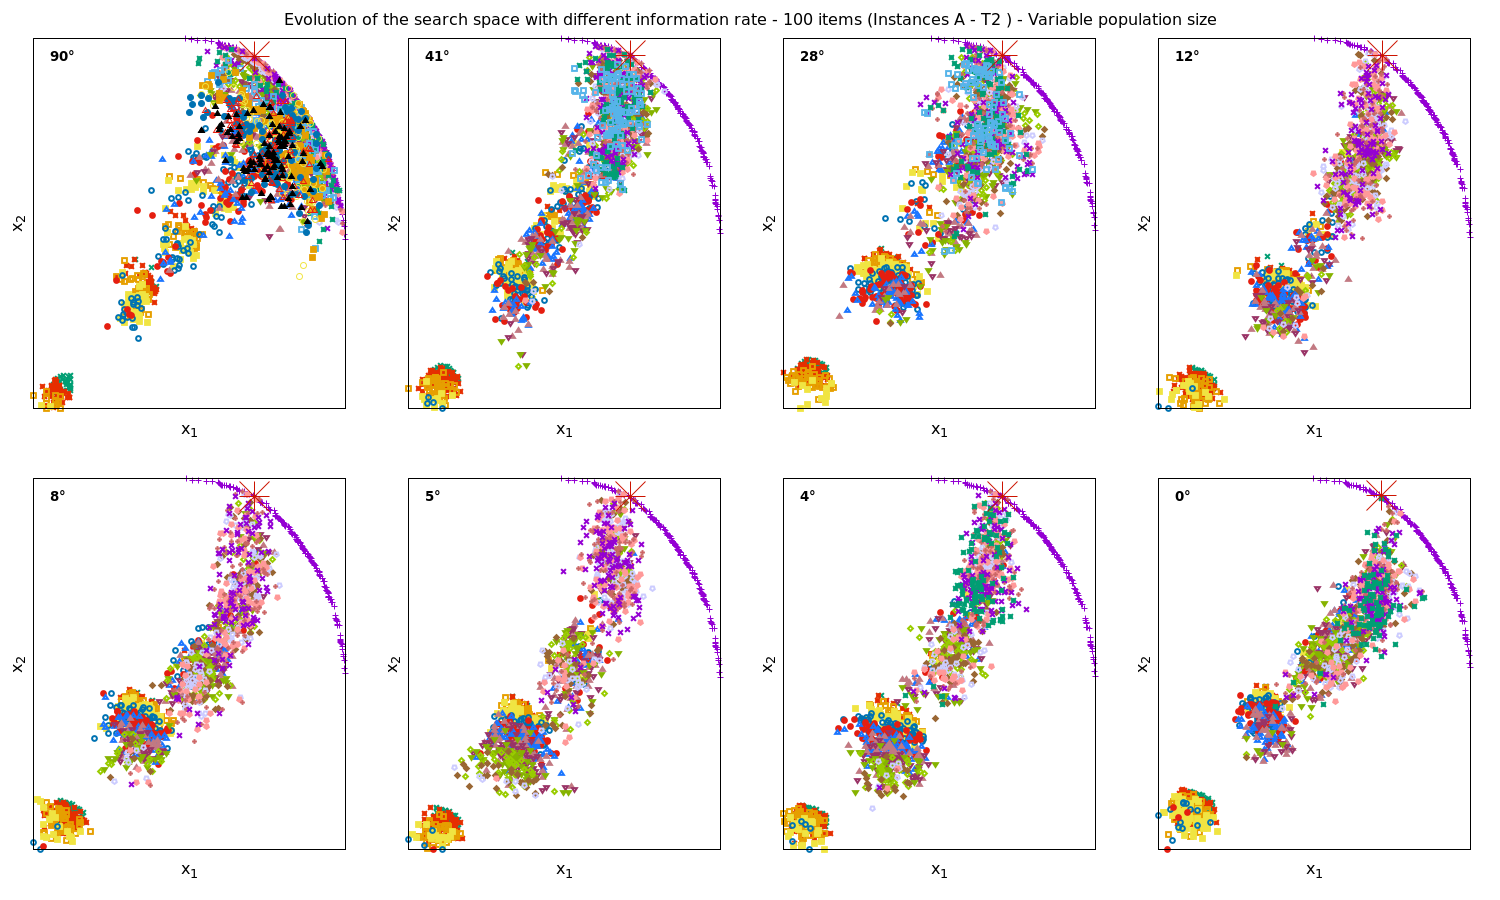 Evolution of the search space with different information rate - 100 items (Instances A - T2 ) - Variable population size
90°
41°
28°
12°
x2
x2
x2
x2
x1
x1
x1
x1
8°
5°
4°
0°
x2
x2
x2
x2
x1
x1
x1
x1